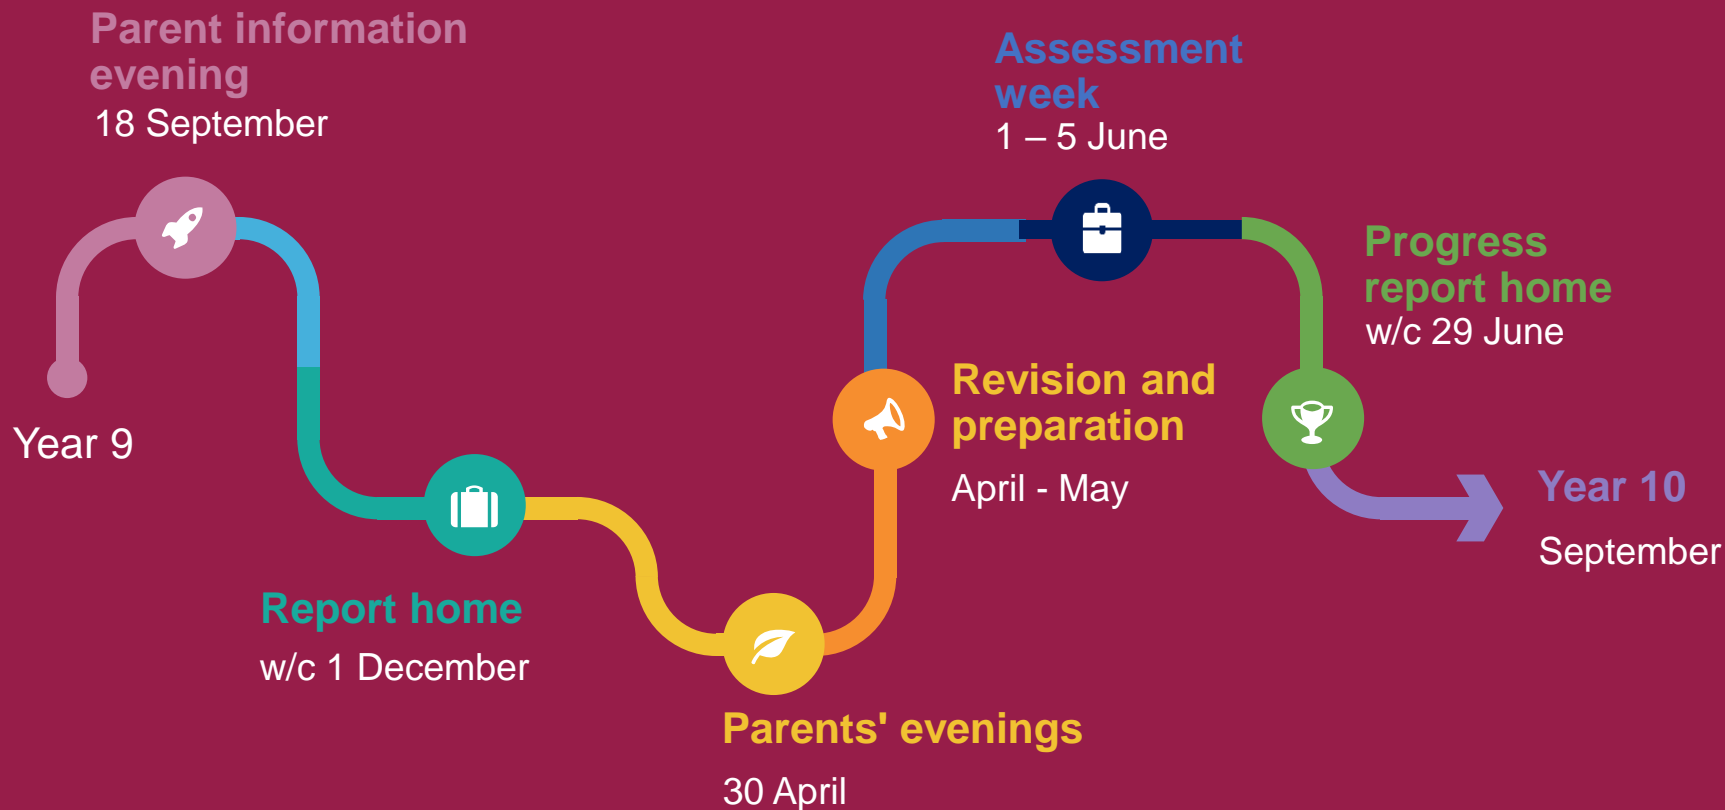 Parent information
evening
18 September
Year 9
Report home
w/c 1 December
Parents' evenings
30 April
Revision and
preparation
April - May
Assessment
week
1 – 5 June
Progress
report home
w/c 29 June
Year 10
September